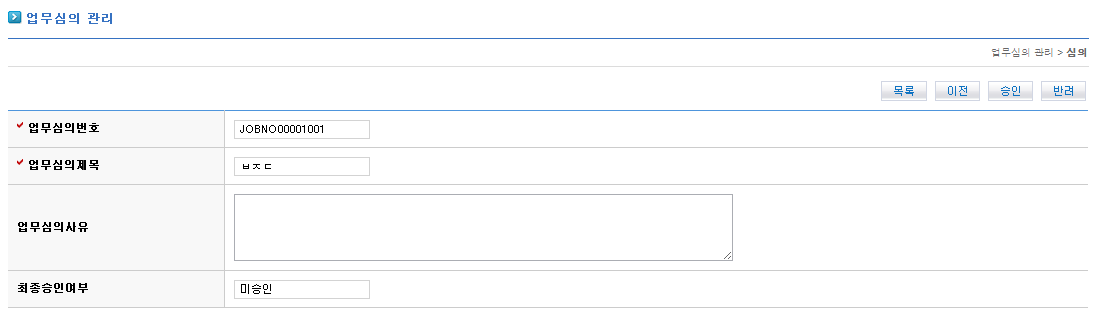 업무심의 관리
업무심의 관리 > 심의
목록 이전 승인 반려
업무심의번호 JOBNO00001001
업무심의제목 ㅂㅈㄷ
업무심의사유
최종승인여부 미승인